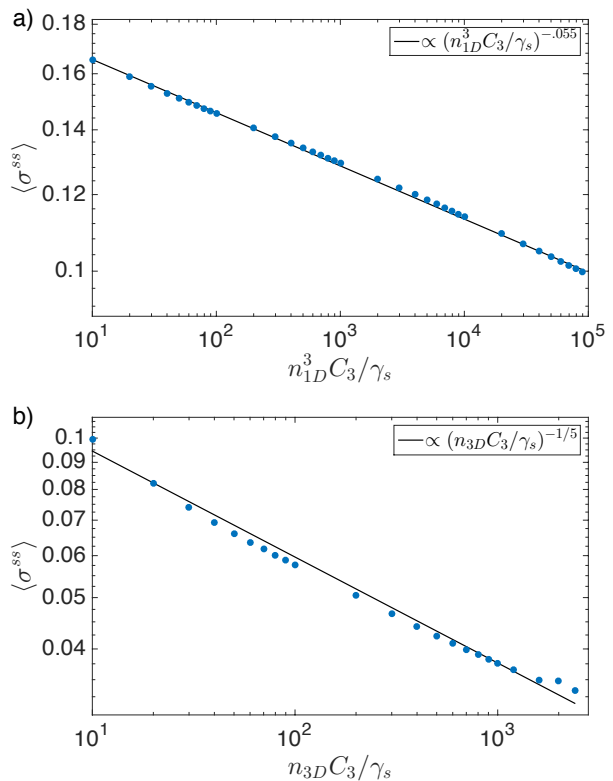 a)
0.18
0.16
0.14
0.12
0.1
⟨σ^{ss}⟩
∝ (n_{1D}^3 C_3/γ_s)^{-.055}
10^1 10^2 10^3 10^4 10^5
n_{1D}^3 C_3/γ_s
b)
0.1
0.09
0.08
0.07
0.06
0.05
0.04
⟨σ^{ss}⟩
∝ (n_{3D} C_3/γ_s)^{-1/5}
10^1 10^2 10^3
n_{3D} C_3/γ_s